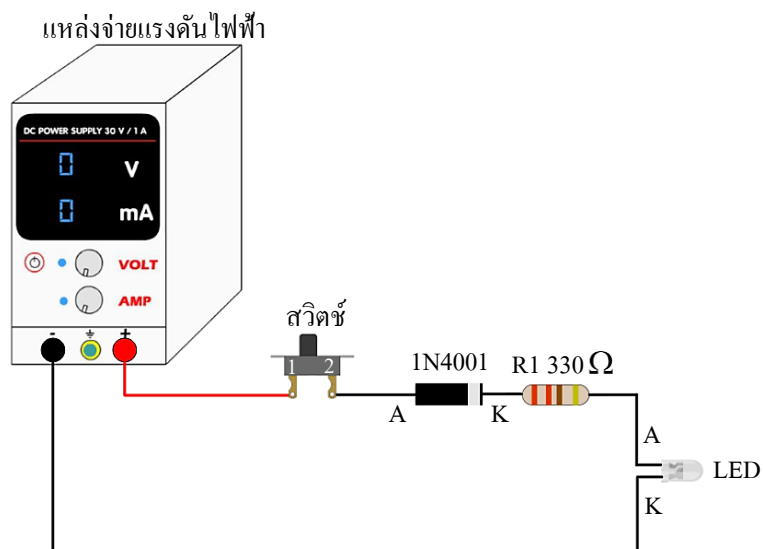 แหล่งจ่ายแรงดันไฟฟ้า
DC POWER SUPPLY 30 V / 1 A
0 V
0 mA
VOLT
AMP
- +
สวิตช์
1 2
1N4001
R1 330 Ω
A K
A
LED
K